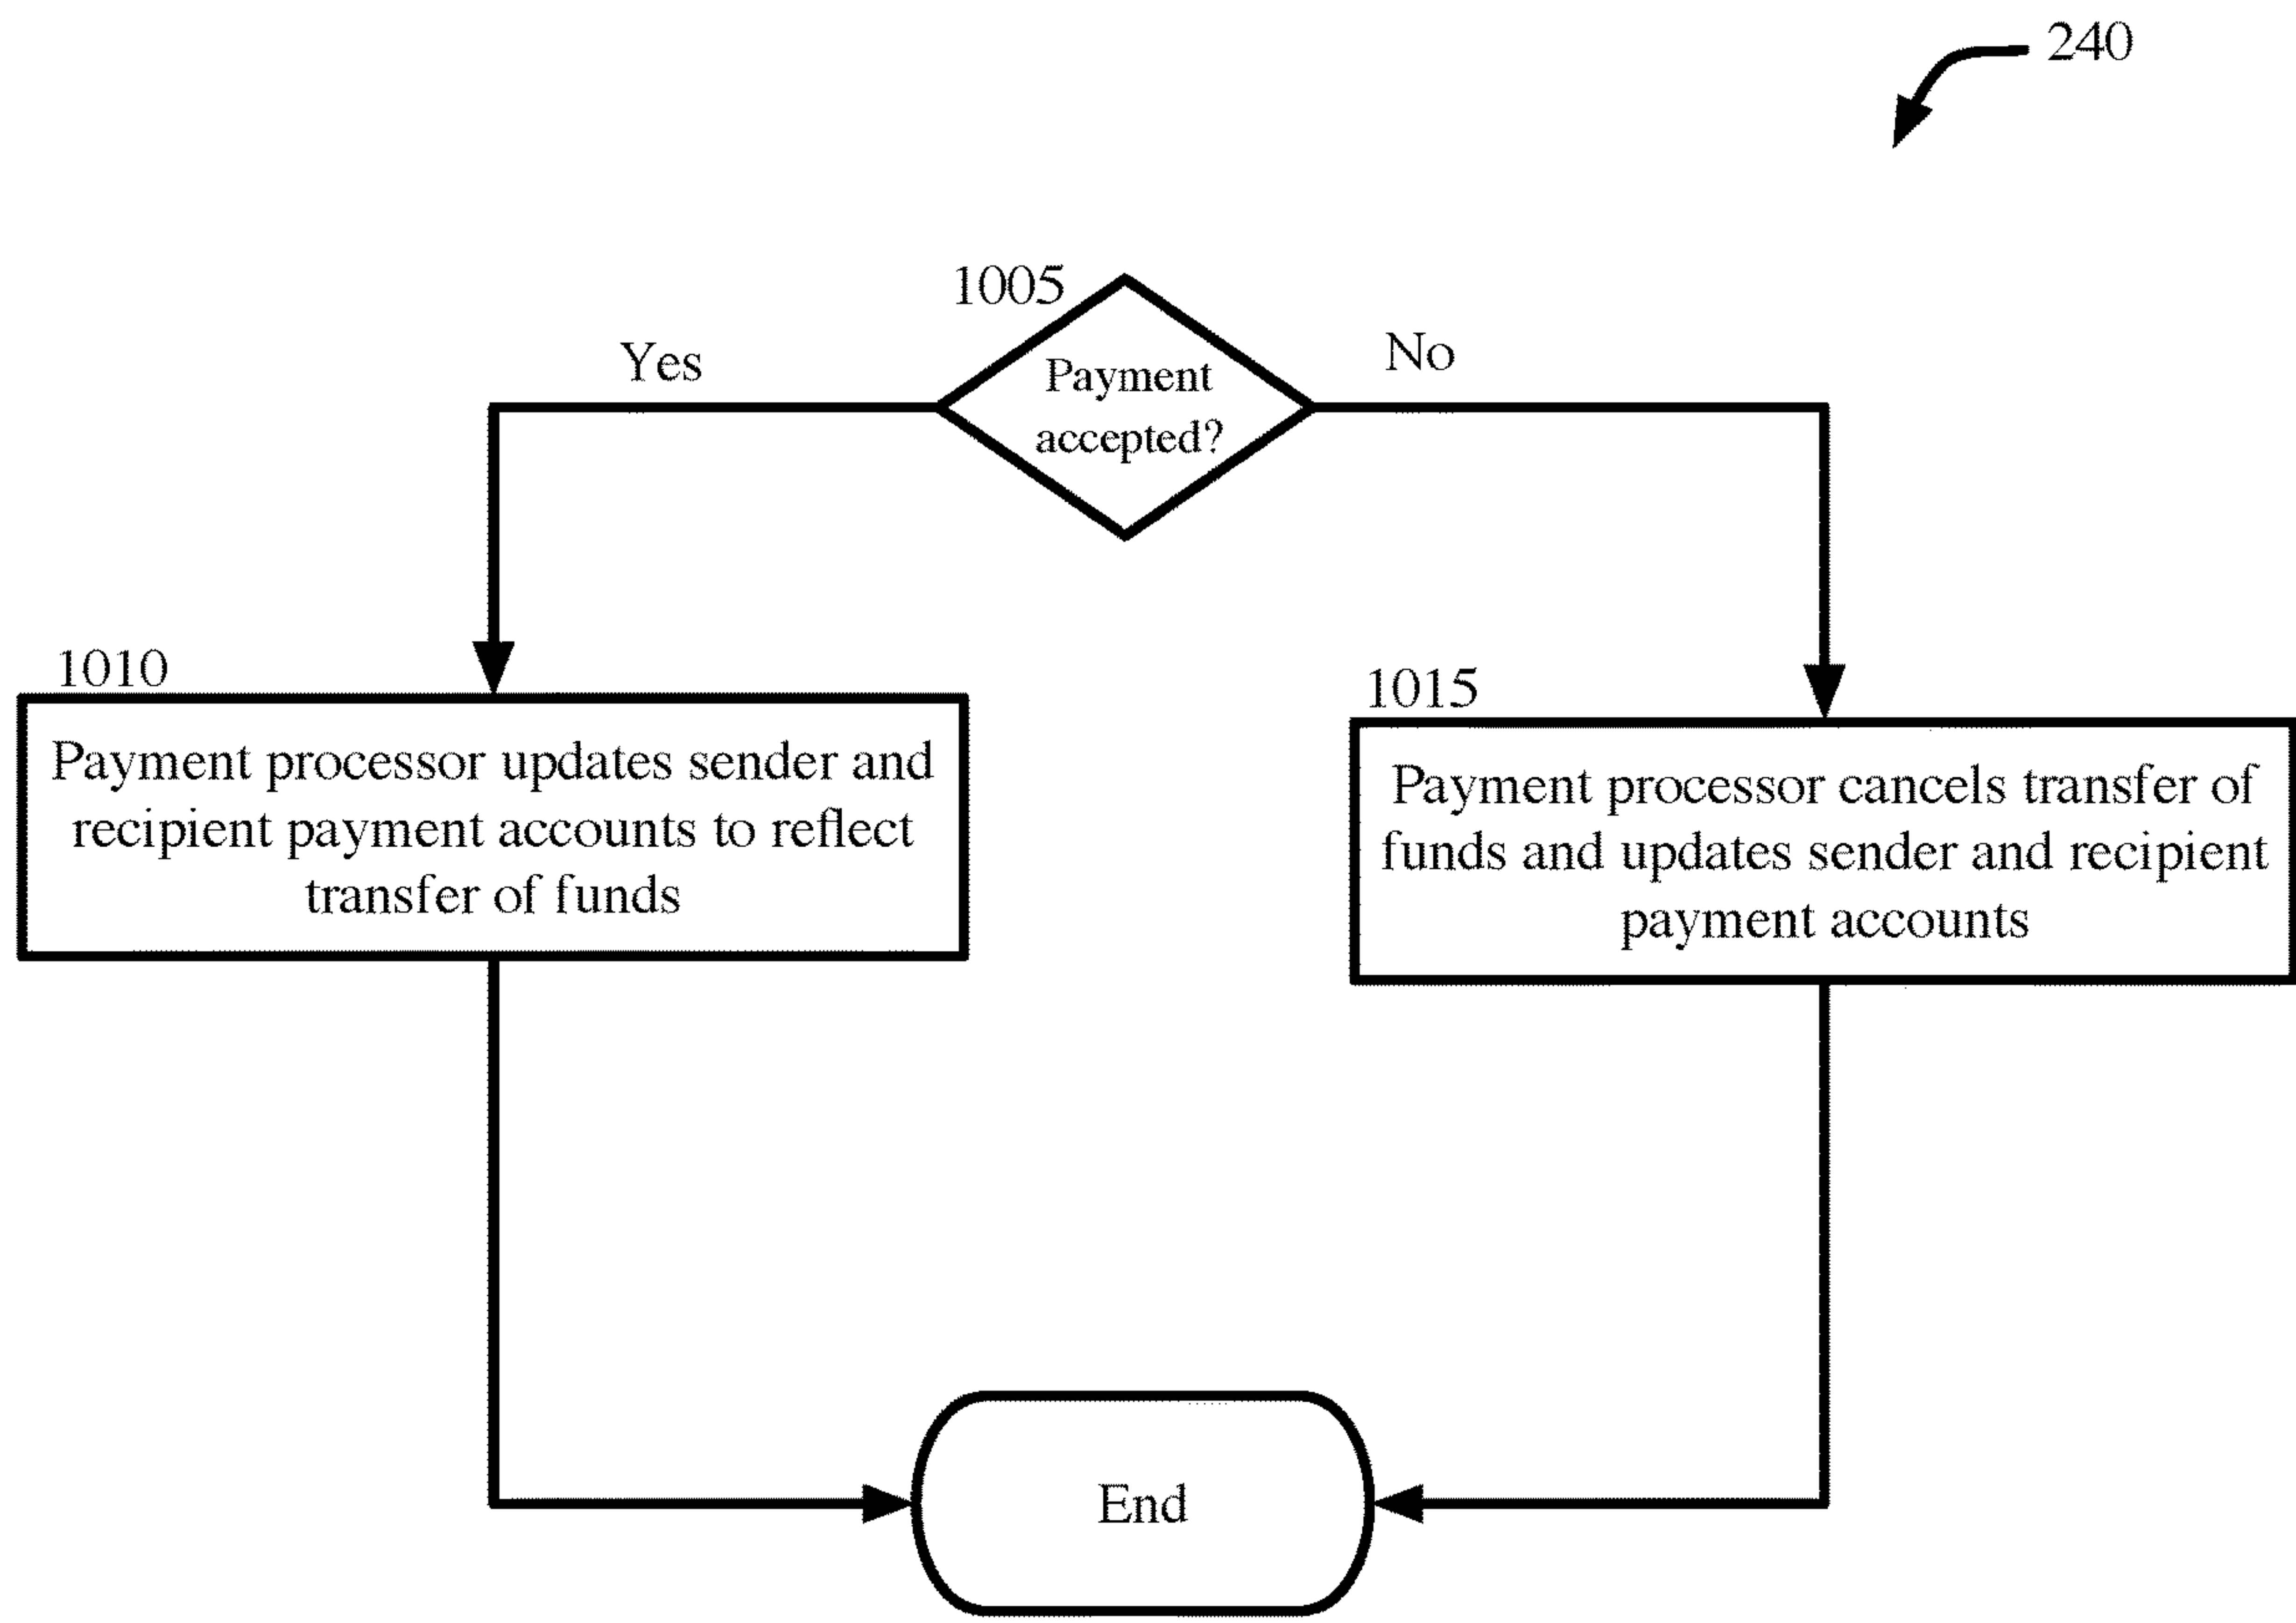 240
1005
Yes
No
Payment
accepted?
1010
Payment processor updates sender and
recipient payment accounts to reflect
transfer of funds
1015
Payment processor cancels transfer of
funds and updates sender and recipient
payment accounts
End